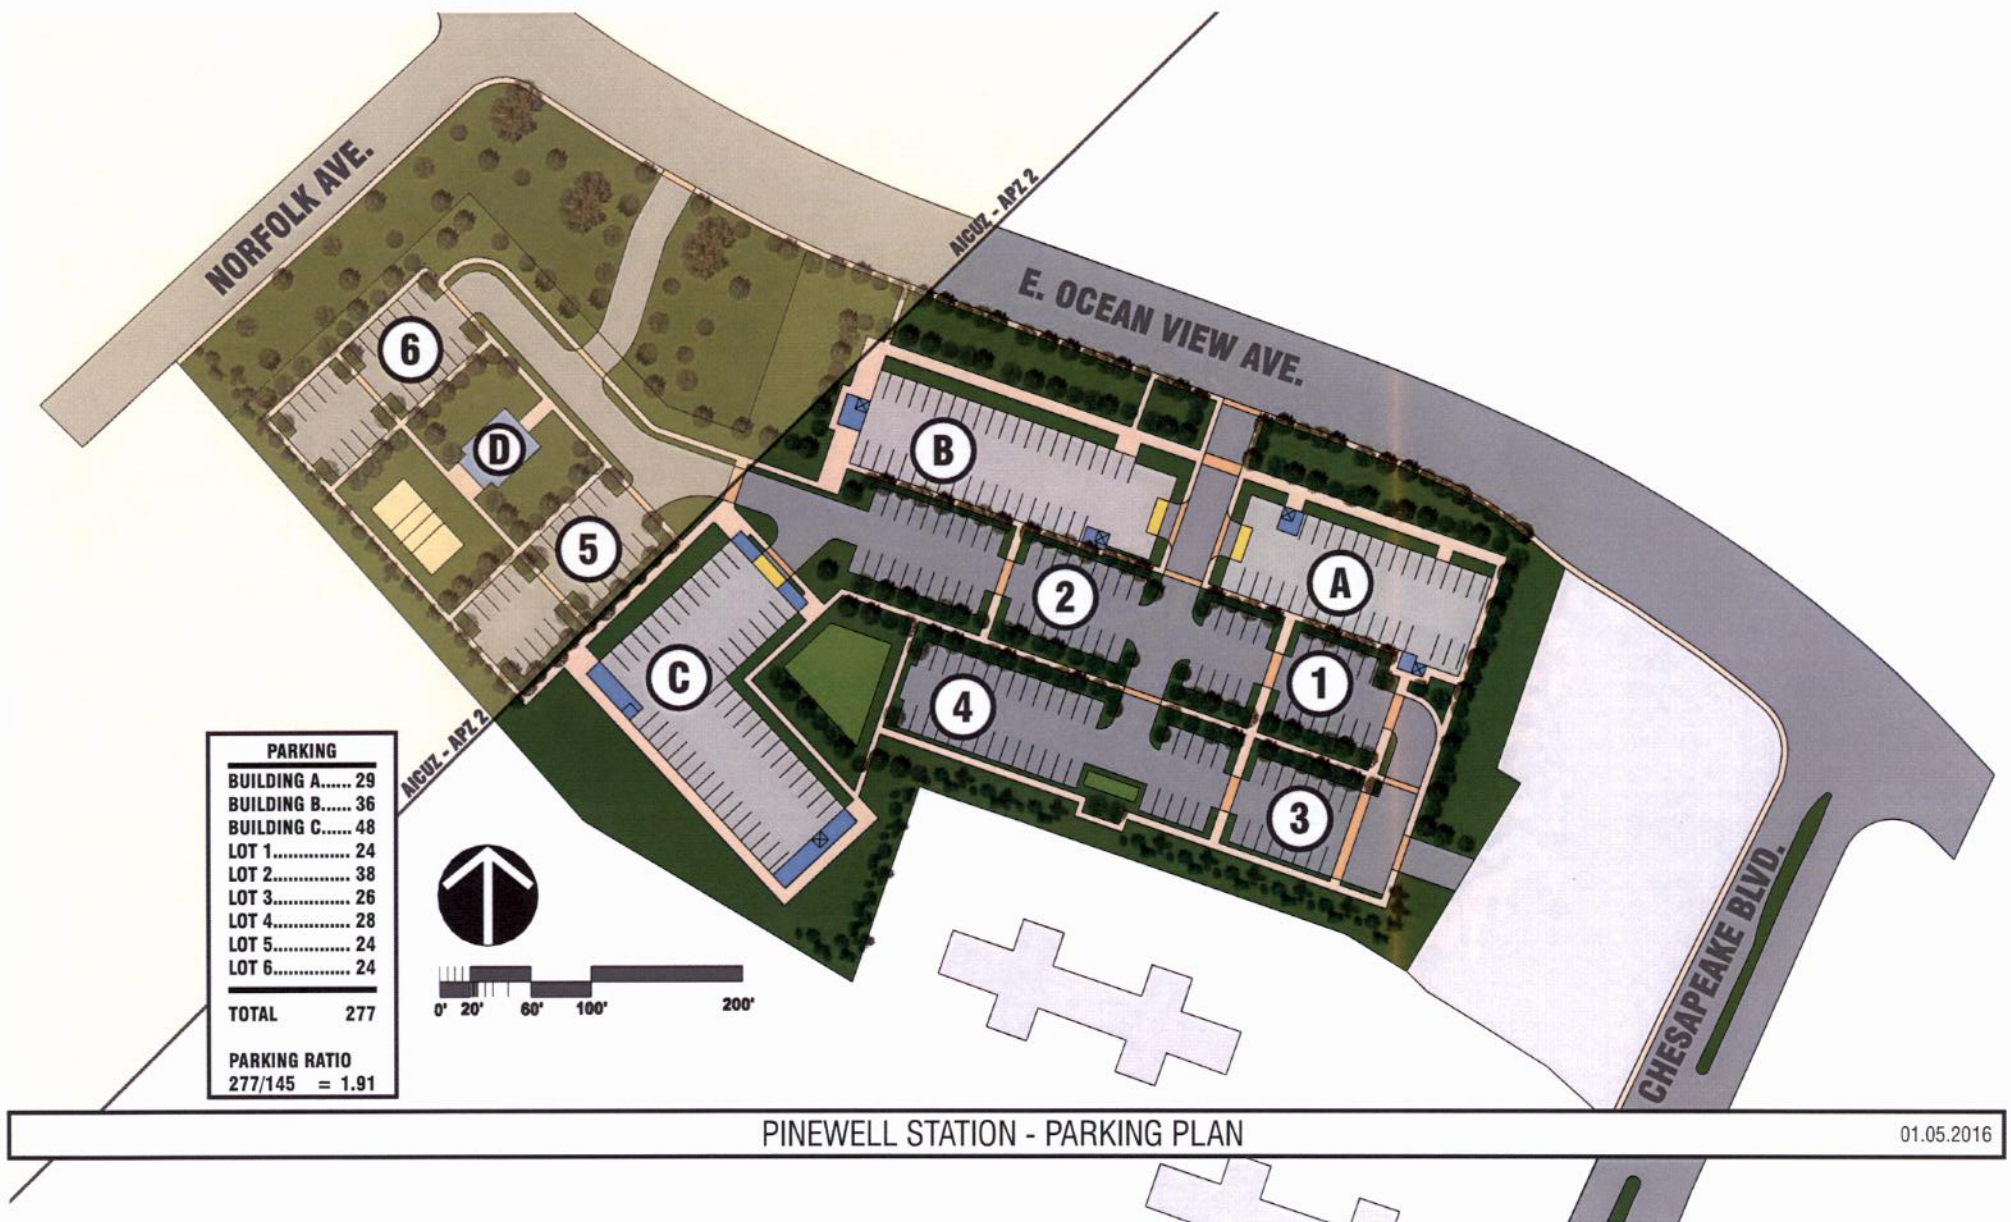 NORFOLK AVE.
AICUZ - APZ 2
E. OCEAN VIEW AVE.
6
B
D
5
A
2
1
C
4
3
AICUZ - APZ 2
CHESAPEAKE BLVD.
PARKING
BUILDING A...... 29
BUILDING B...... 36
BUILDING C...... 48
LOT 1............... 24
LOT 2............... 38
LOT 3............... 26
LOT 4............... 28
LOT 5............... 24
LOT 6............... 24
TOTAL 277
PARKING RATIO
277/145 = 1.91
0' 20' 60' 100' 200'
PINEWELL STATION - PARKING PLAN
01.05.2016